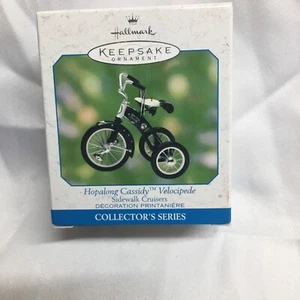 Hallmark
KEEPSAKE
ORNAMENT
Hopalong Cassidy™ Velocipede
Sidewalk Cruisers
DÉCORATION PRINTANIÈRE
COLLECTOR'S SERIES